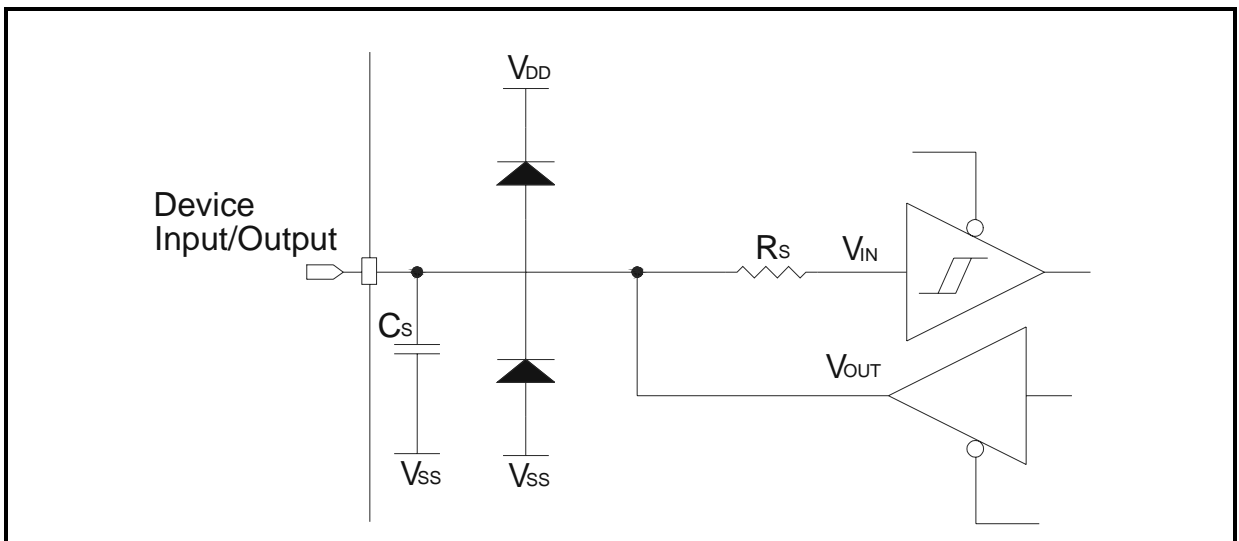 VDD
Device
Input/Output
RS
VIN
CS
VOUT
VSS
VSS